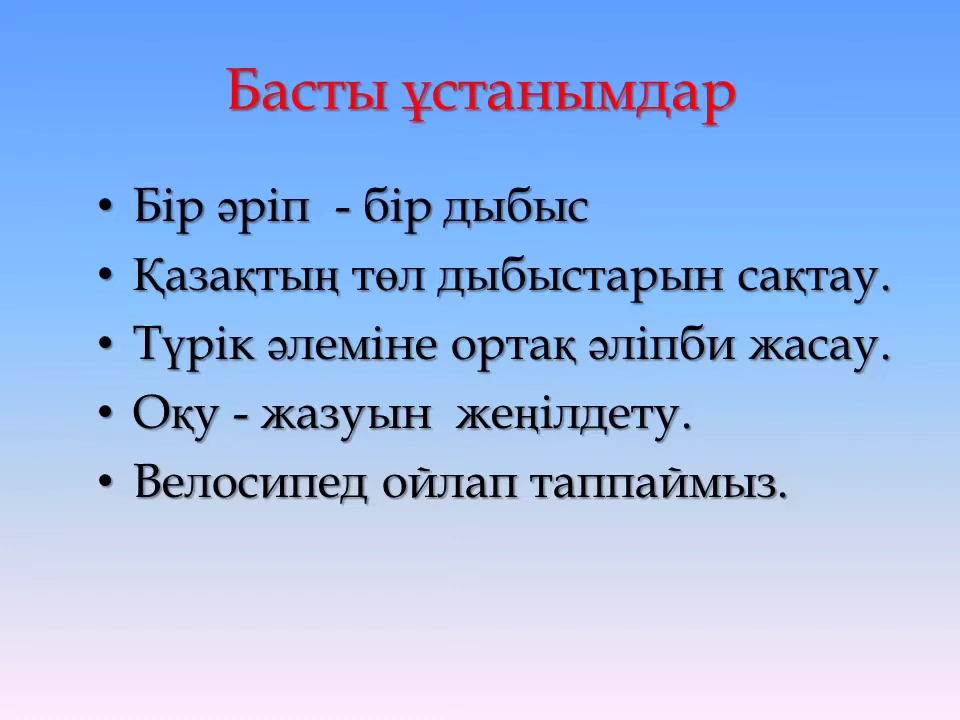 Басты ұстанымдар
• Бір әріп - бір дыбыс
• Қазақтың төл дыбыстарын сақтау.
• Түрік әлеміне ортақ әліпби жасау.
• Оқу - жазуын жеңілдету.
• Велосипед ойлап таппаймыз.